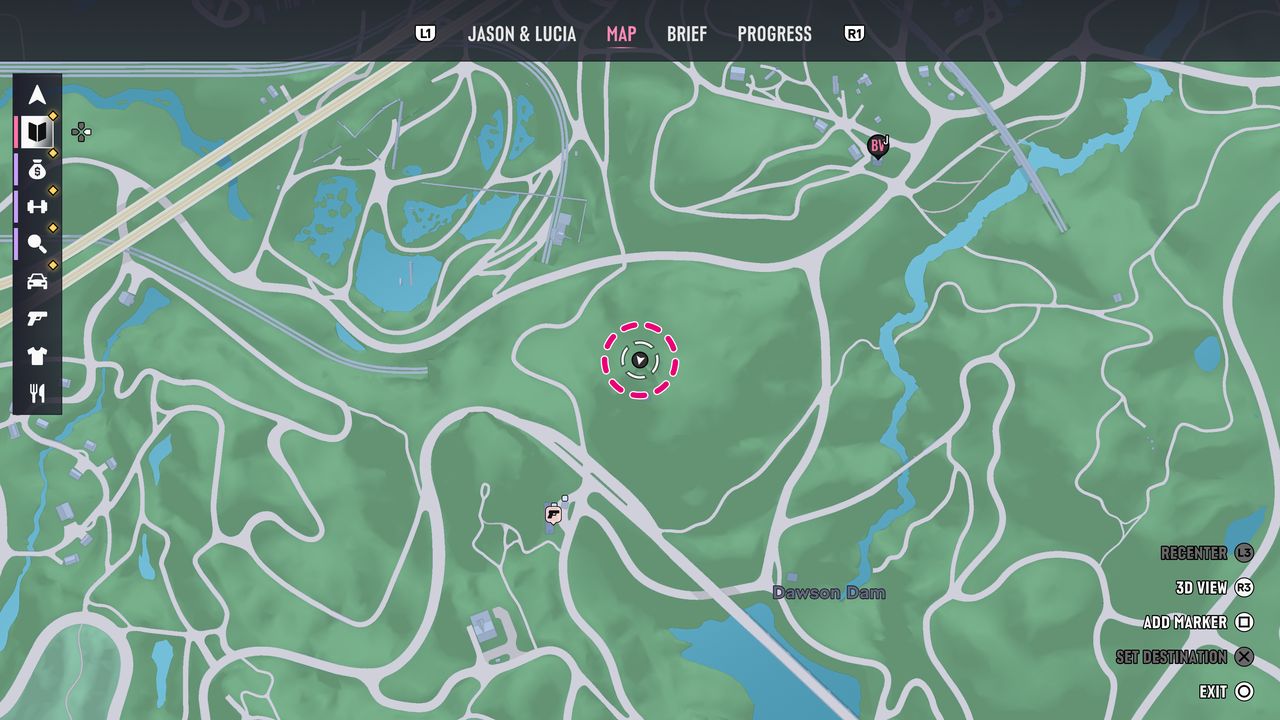 L1 JASON & LUCIA MAP BRIEF PROGRESS R1
BV J
Dawson Dam
RECENTER L3
3D VIEW R3
ADD MARKER
SET DESTINATION
EXIT